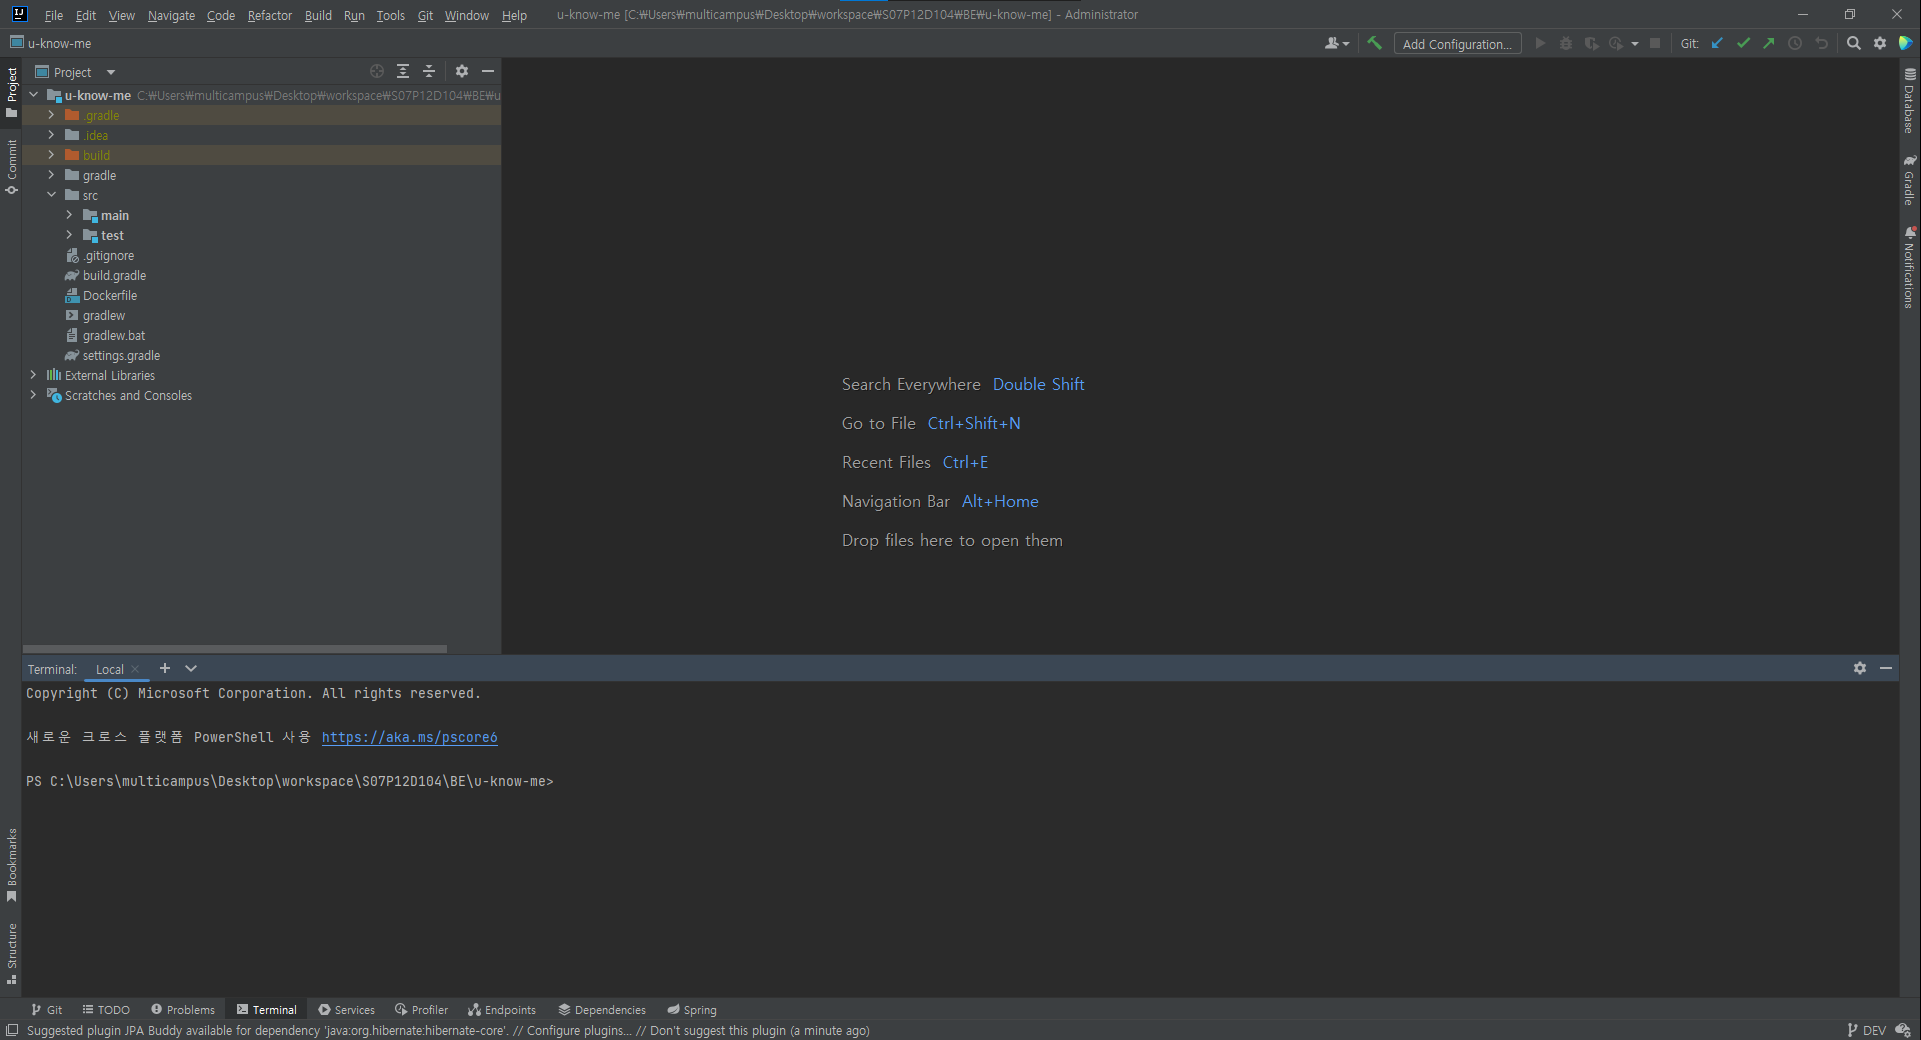 File Edit View Navigate Code Refactor Build Run Tools Git Window Help u-know-me [C:₩Users₩multicampus₩Desktop₩workspace₩S07P12D104₩BE₩u-know-me] - Administrator
u-know-me
Add Configuration...
Git:
Project
Project
Commit
u-know-me C:₩Users₩multicampus₩Desktop₩workspace₩S07P12D104₩BE₩u
.gradle
.idea
build
gradle
src
main
test
.gitignore
build.gradle
Dockerfile
gradlew
gradlew.bat
settings.gradle
External Libraries
Scratches and Consoles
Search Everywhere Double Shift
Go to File Ctrl+Shift+N
Recent Files Ctrl+E
Navigation Bar Alt+Home
Drop files here to open them
Database
Gradle
Notifications
Terminal: Local
Copyright (C) Microsoft Corporation. All rights reserved.
새로운 크로스 플랫폼 PowerShell 사용 https://aka.ms/pscore6
PS C:\Users\multicampus\Desktop\workspace\S07P12D104\BE\u-know-me>
Bookmarks
Structure
Git TODO Problems Terminal Services Profiler Endpoints Dependencies Spring
Suggested plugin JPA Buddy available for dependency 'java:org.hibernate:hibernate-core'. // Configure plugins... // Don't suggest this plugin (a minute ago)
DEV